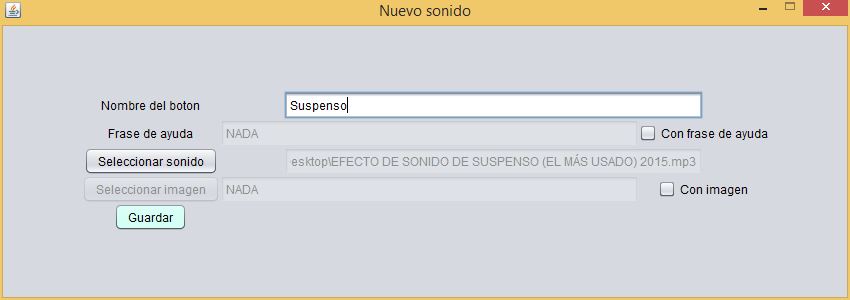 Nuevo sonido
Nombre del boton Suspenso
Frase de ayuda NADA Con frase de ayuda
Seleccionar sonido esktop\EFECTO DE SONIDO DE SUSPENSO (EL MÁS USADO) 2015.mp3
Seleccionar imagen NADA Con imagen
Guardar